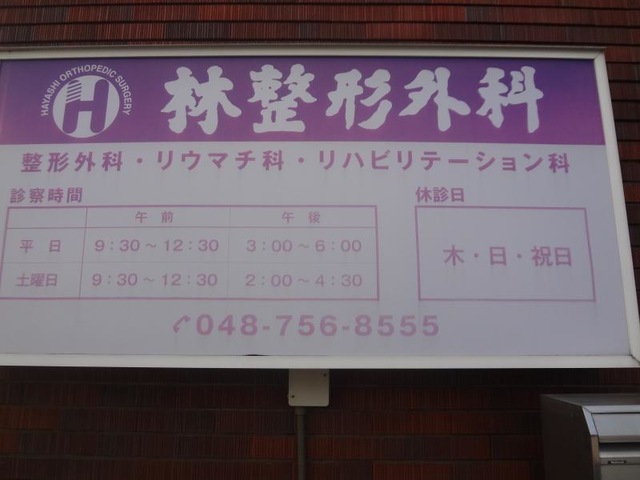 HAYASHI ORTHOPEDIC SURGERY
H
林整形外科
整形外科・リウマチ科・リハビリテーション科
診察時間
午前 午後
平日 9:30～12:30 3:00～6:00
土曜日 9:30～12:30 2:00～4:30
休診日
木・日・祝日
048-756-8555